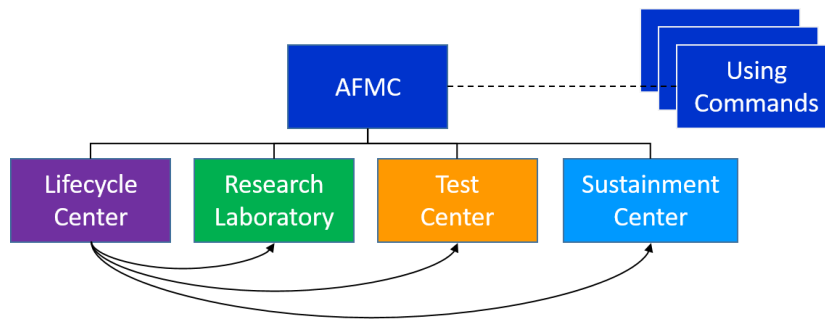 AFMC
Using
Commands
Lifecycle
Center
Research
Laboratory
Test
Center
Sustainment
Center